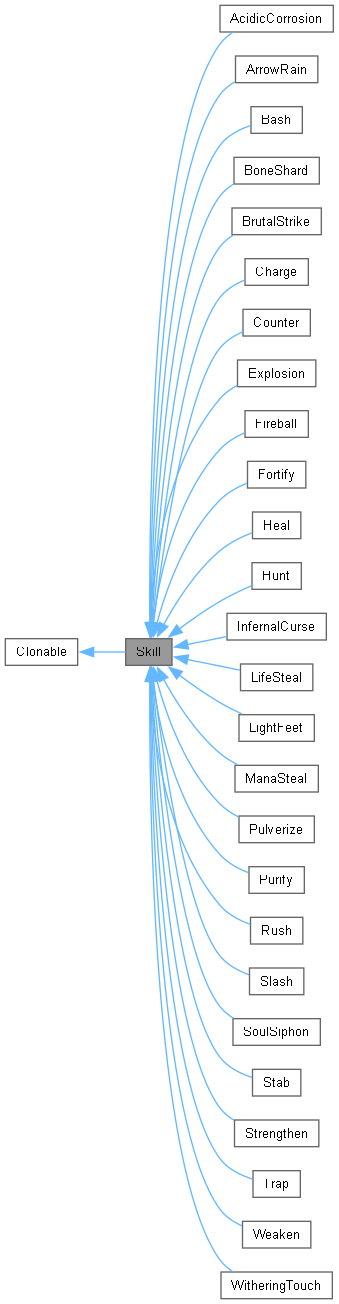 AcidicCorrosion
ArrowRain
Bash
BoneShard
BrutalStrike
Charge
Counter
Explosion
Fireball
Fortify
Heal
Hunt
InfernalCurse
Clonable
Skill
LifeSteal
LightFeet
ManaSteal
Pulverize
Purify
Rush
Slash
SoulSiphon
Stab
Strengthen
Trap
Weaken
WitheringTouch